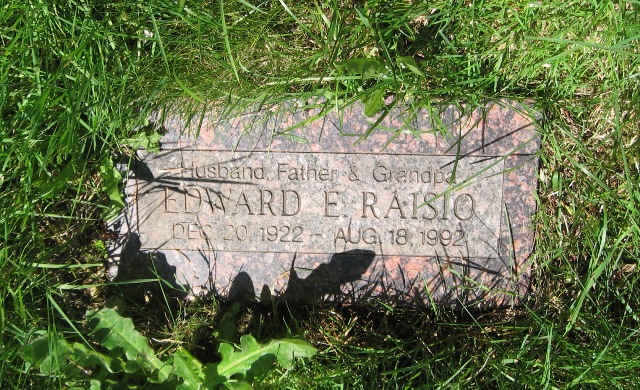 Husband, Father & Grandpa
EDWARD E. RAISIO
DEC. 20, 1922 - AUG. 18, 1992